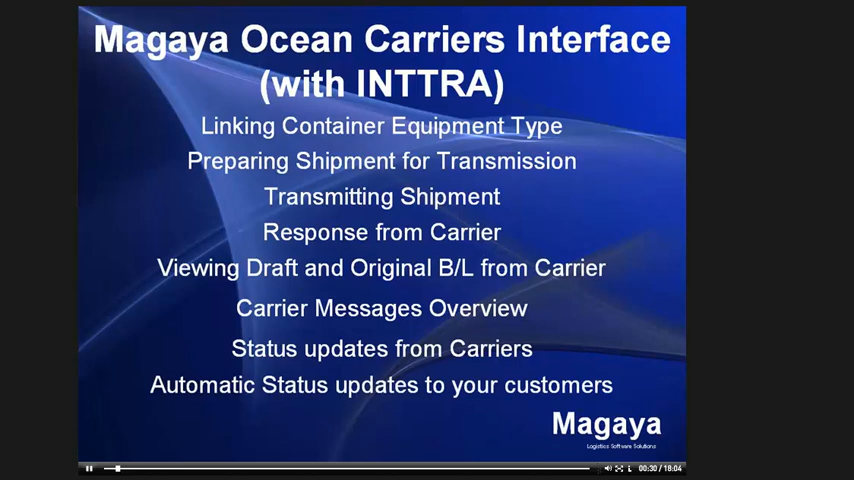 Magaya Ocean Carriers Interface
(with INTTRA)
Linking Container Equipment Type
Preparing Shipment for Transmission
Transmitting Shipment
Response from Carrier
Viewing Draft and Original B/L from Carrier
Carrier Messages Overview
Status updates from Carriers
Automatic Status updates to your customers
Magaya
Logistics Software Solutions
00:30 / 18:04